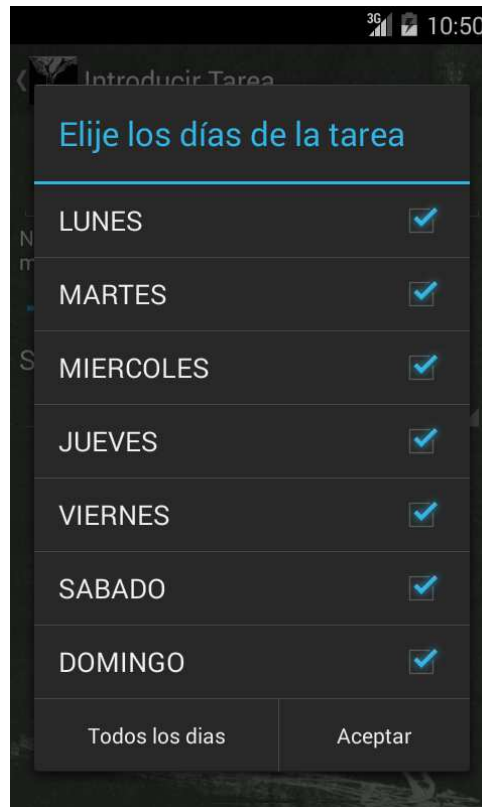 3G 10:50
Introducir Tarea
Elije los días de la tarea
LUNES
N
m
MARTES
S
MIERCOLES
JUEVES
VIERNES
SABADO
DOMINGO
Todos los dias Aceptar